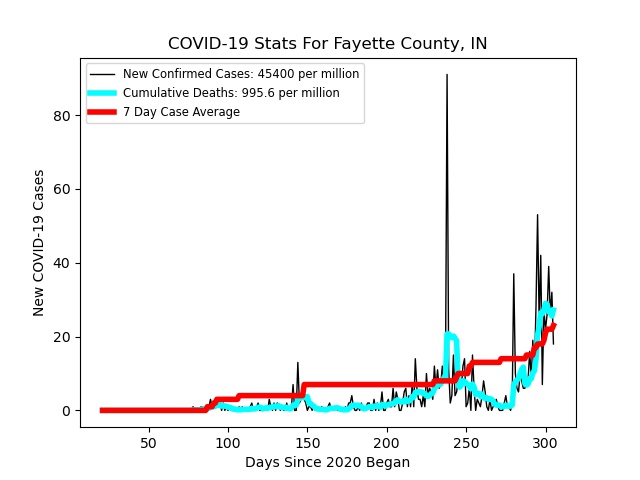 COVID-19 Stats For Fayette County, IN
New Confirmed Cases: 45400 per million
Cumulative Deaths: 995.6 per million
7 Day Case Average
New COVID-19 Cases
80
60
40
20
0
50 100 150 200 250 300
Days Since 2020 Began